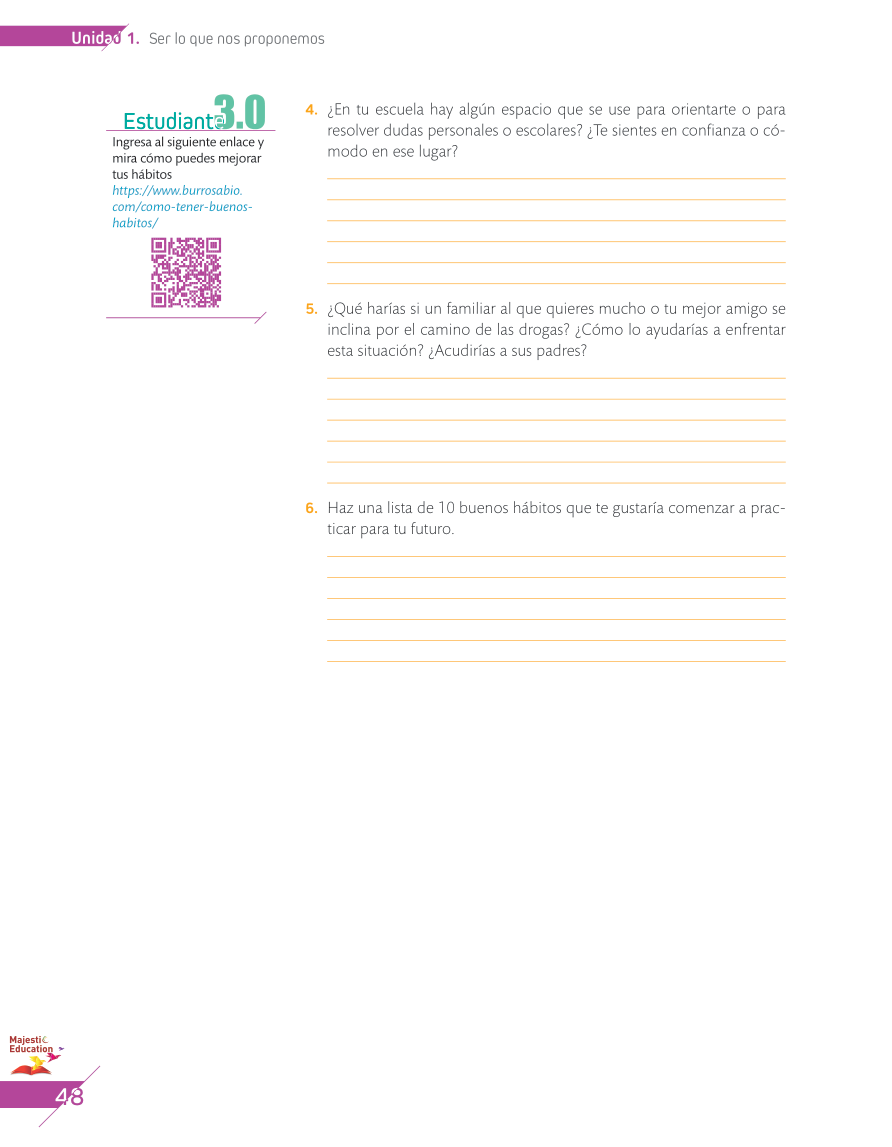 Unidad 1. Ser lo que nos proponemos
Estudiante 3.0
Ingresa al siguiente enlace y
mira cómo puedes mejorar
tus hábitos
https://www.burrosabio.
com/como-tener-buenos-
habitos/
4. ¿En tu escuela hay algún espacio que se use para orientarte o para
resolver dudas personales o escolares? ¿Te sientes en confianza o có-
modo en ese lugar?
5. ¿Qué harías si un familiar al que quieres mucho o tu mejor amigo se
inclina por el camino de las drogas? ¿Cómo lo ayudarías a enfrentar
esta situación? ¿Acudirías a sus padres?
6. Haz una lista de 10 buenos hábitos que te gustaría comenzar a prac-
ticar para tu futuro.
Majestic
Education
48